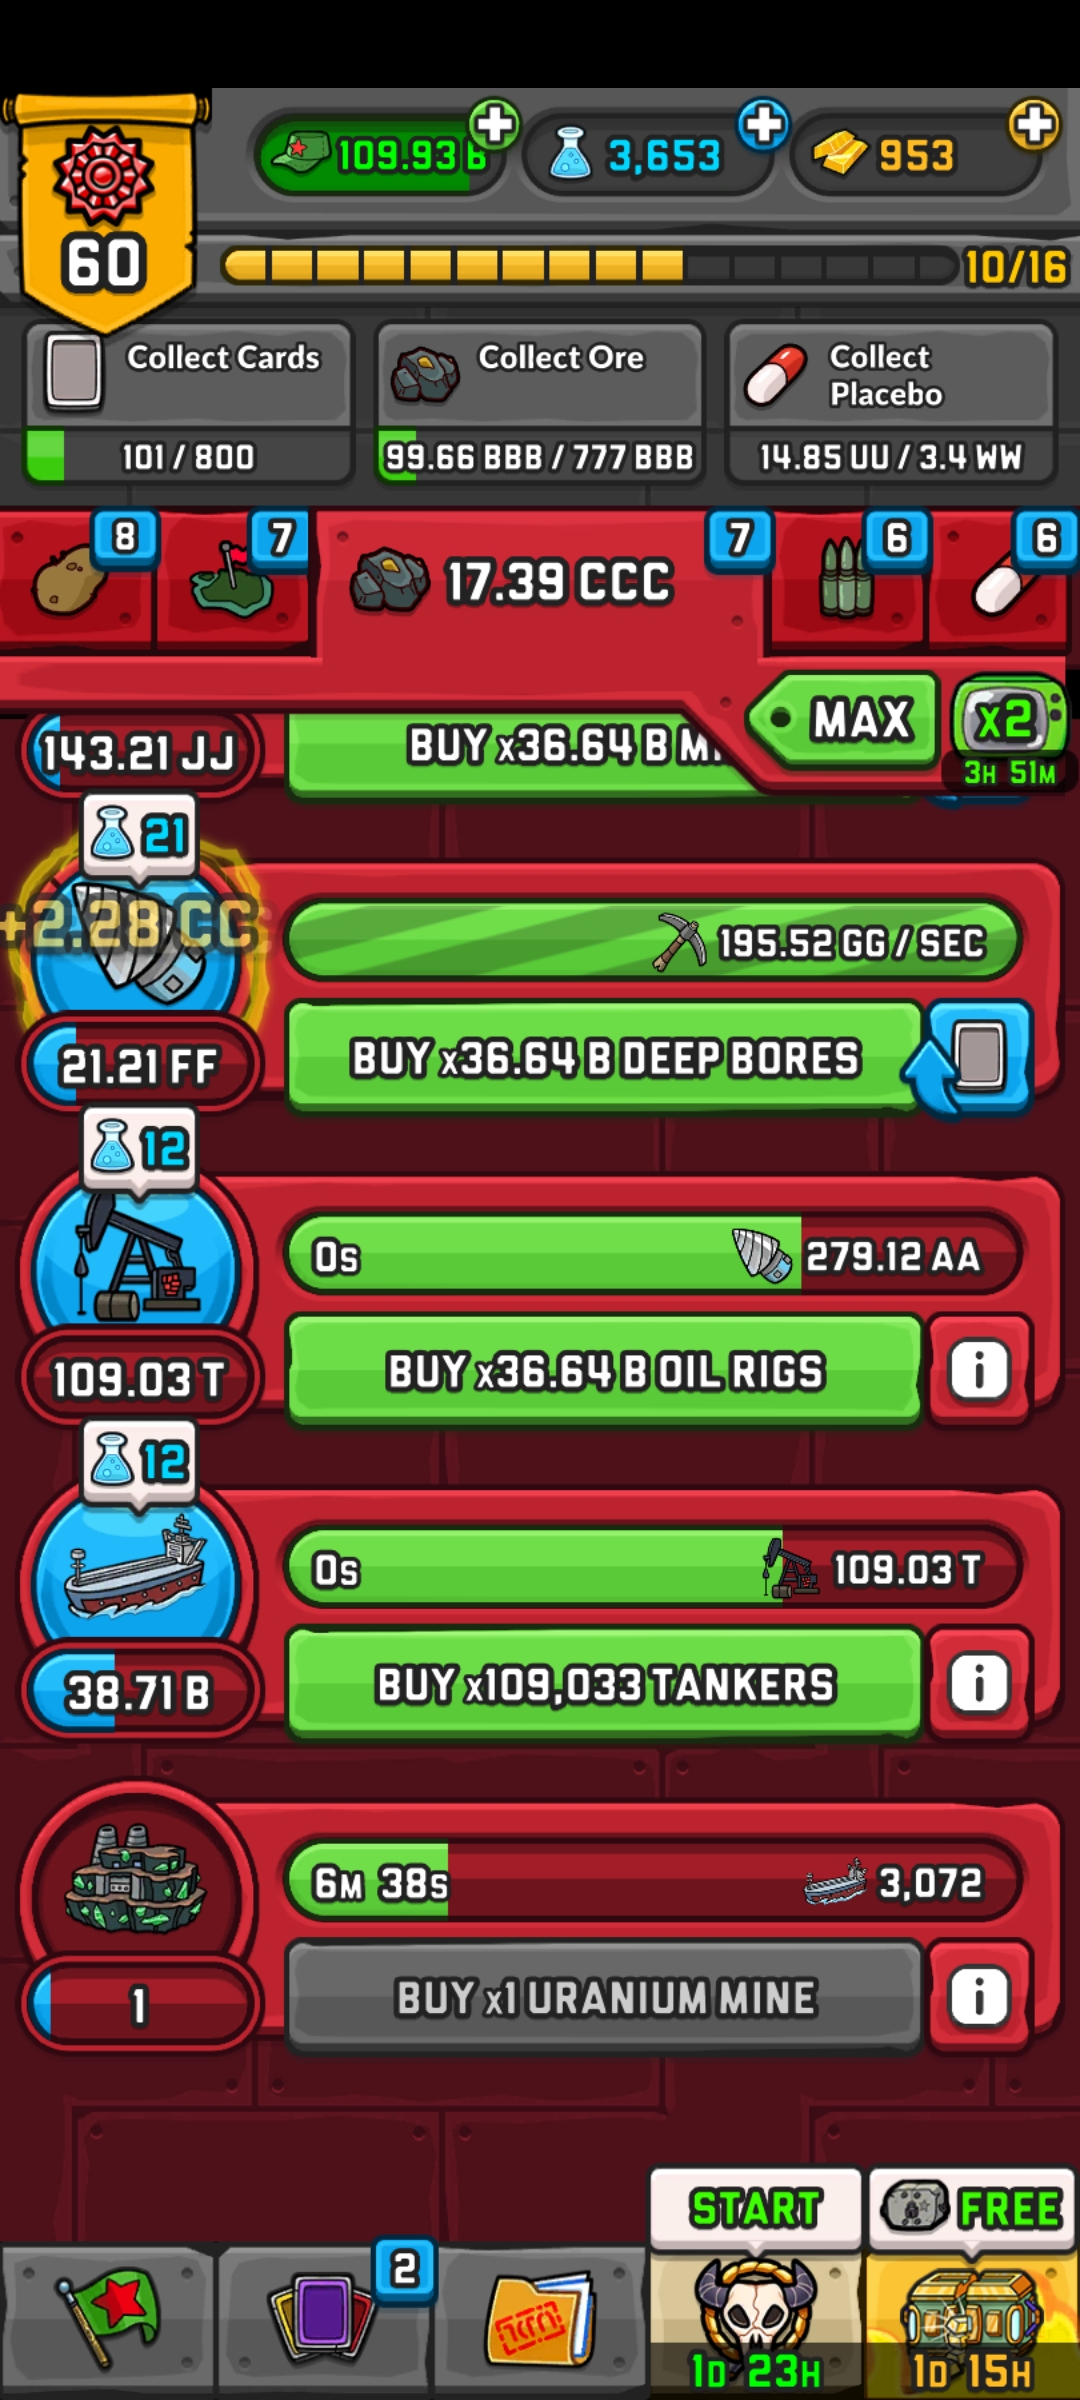 60
109.93 B
3,653
953
10/16
Collect Cards
101 / 800
Collect Ore
99.66 BBB / 777 BBB
Collect
Placebo
14.85 UU / 3.4 WW
8
7
17.39 CCC
7
6
6
MAX
x2
3H 51M
143.21 JJ
BUY x36.64 B
21
+2.28 CC
195.52 GG / SEC
21.21 FF
BUY x36.64 B DEEP BORES
12
0s
279.12 AA
109.03 T
BUY x36.64 B OIL RIGS
12
0s
109.03 T
38.71 B
BUY x109,033 TANKERS
6M 38s
3,072
1
BUY x1 URANIUM MINE
START
FREE
2
1D 23H
1D 15H